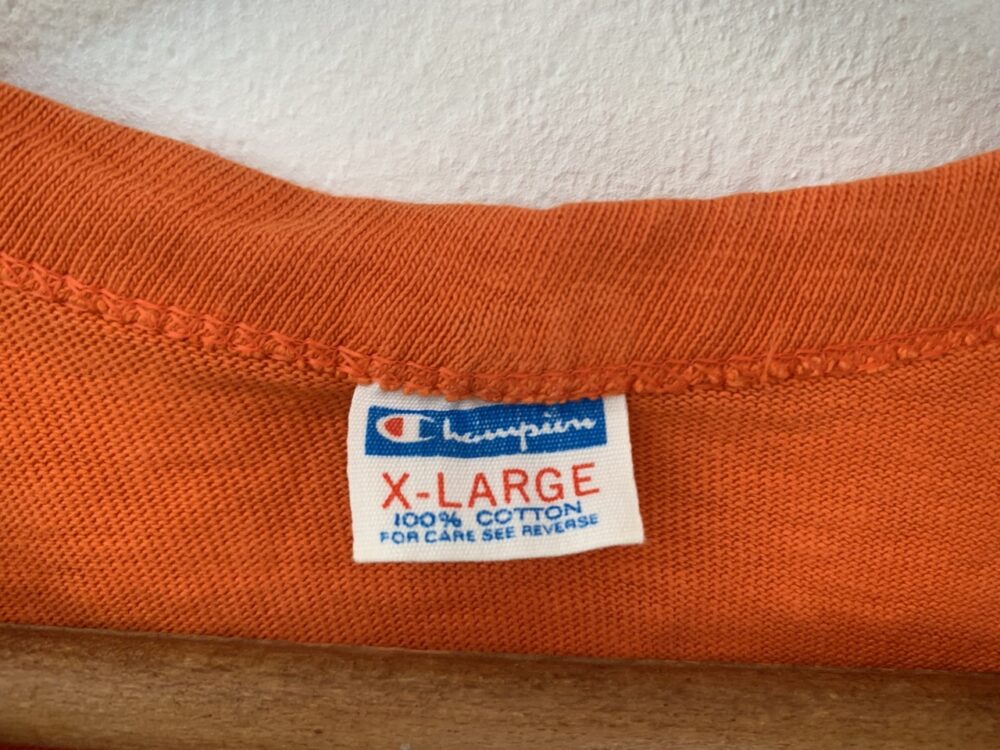 Champion
X-LARGE
100% COTTON
FOR CARE SEE REVERSE